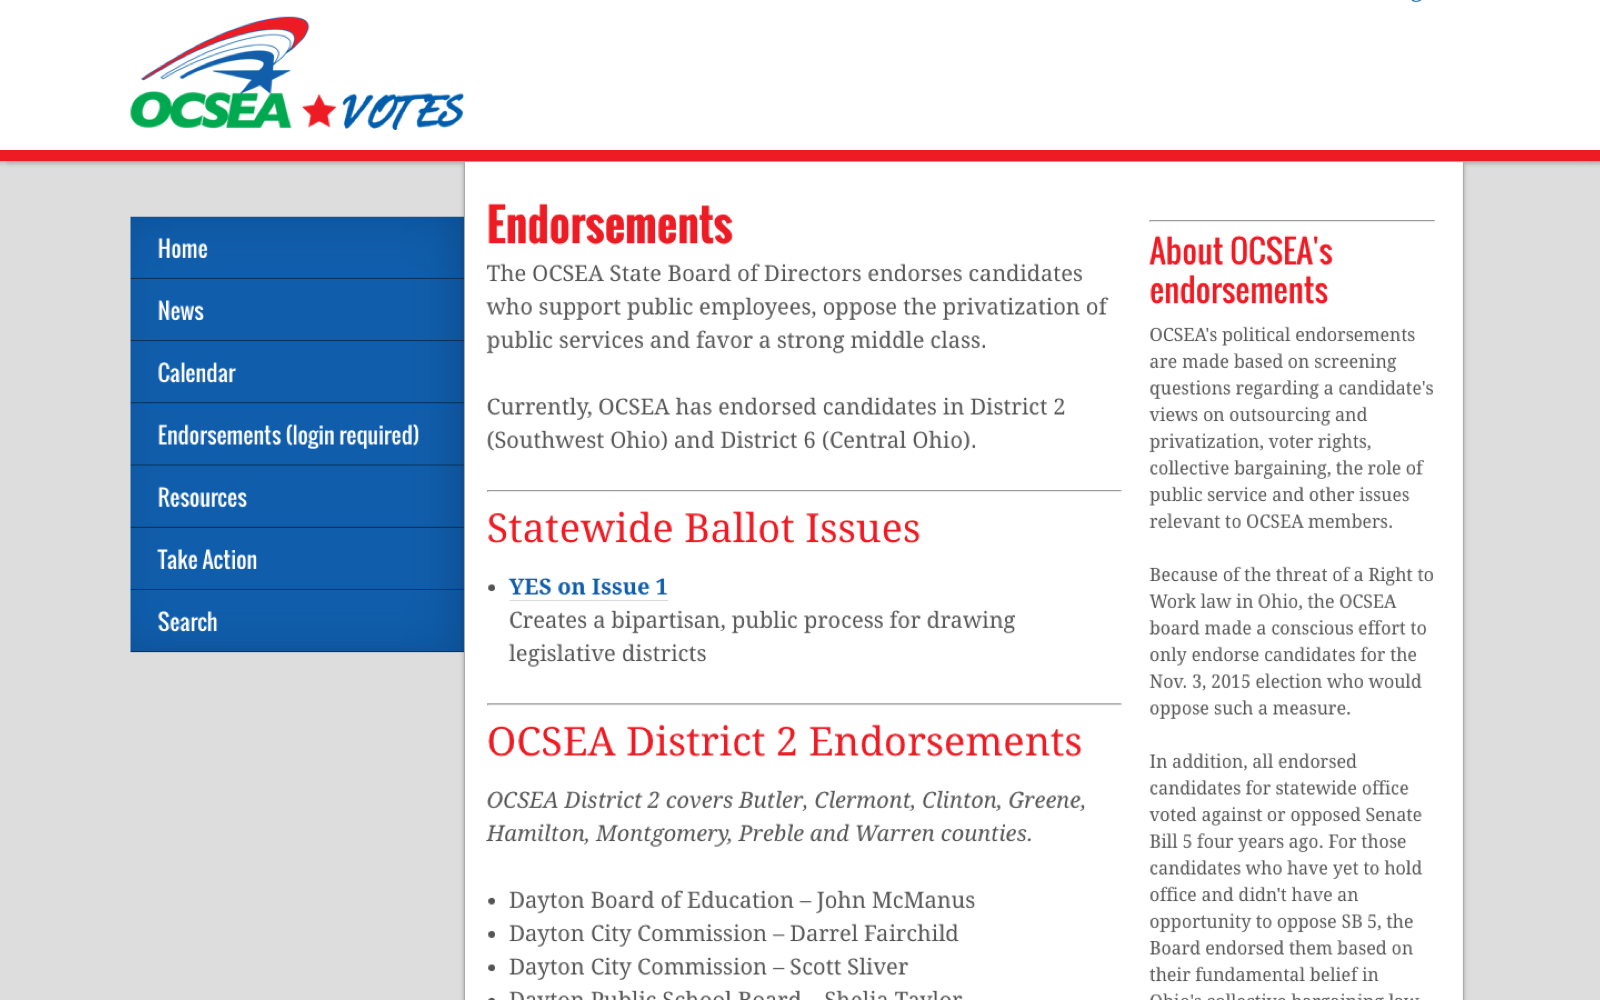 OCSEA VOTES
Home
News
Calendar
Endorsements (login required)
Resources
Take Action
Search
Endorsements
The OCSEA State Board of Directors endorses candidates
who support public employees, oppose the privatization of
public services and favor a strong middle class.
Currently, OCSEA has endorsed candidates in District 2
(Southwest Ohio) and District 6 (Central Ohio).
Statewide Ballot Issues
• YES on Issue 1
Creates a bipartisan, public process for drawing
legislative districts
OCSEA District 2 Endorsements
OCSEA District 2 covers Butler, Clermont, Clinton, Greene,
Hamilton, Montgomery, Preble and Warren counties.
• Dayton Board of Education – John McManus
• Dayton City Commission – Darrel Fairchild
• Dayton City Commission – Scott Sliver
• Dayton Public School Board – Shelia Taylor
About OCSEA's
endorsements
OCSEA's political endorsements
are made based on screening
questions regarding a candidate's
views on outsourcing and
privatization, voter rights,
collective bargaining, the role of
public service and other issues
relevant to OCSEA members.
Because of the threat of a Right to
Work law in Ohio, the OCSEA
board made a conscious effort to
only endorse candidates for the
Nov. 3, 2015 election who would
oppose such a measure.
In addition, all endorsed
candidates for statewide office
voted against or opposed Senate
Bill 5 four years ago. For those
candidates who have yet to hold
office and didn't have an
opportunity to oppose SB 5, the
Board endorsed them based on
their fundamental belief in
Ohio's collective bargaining law